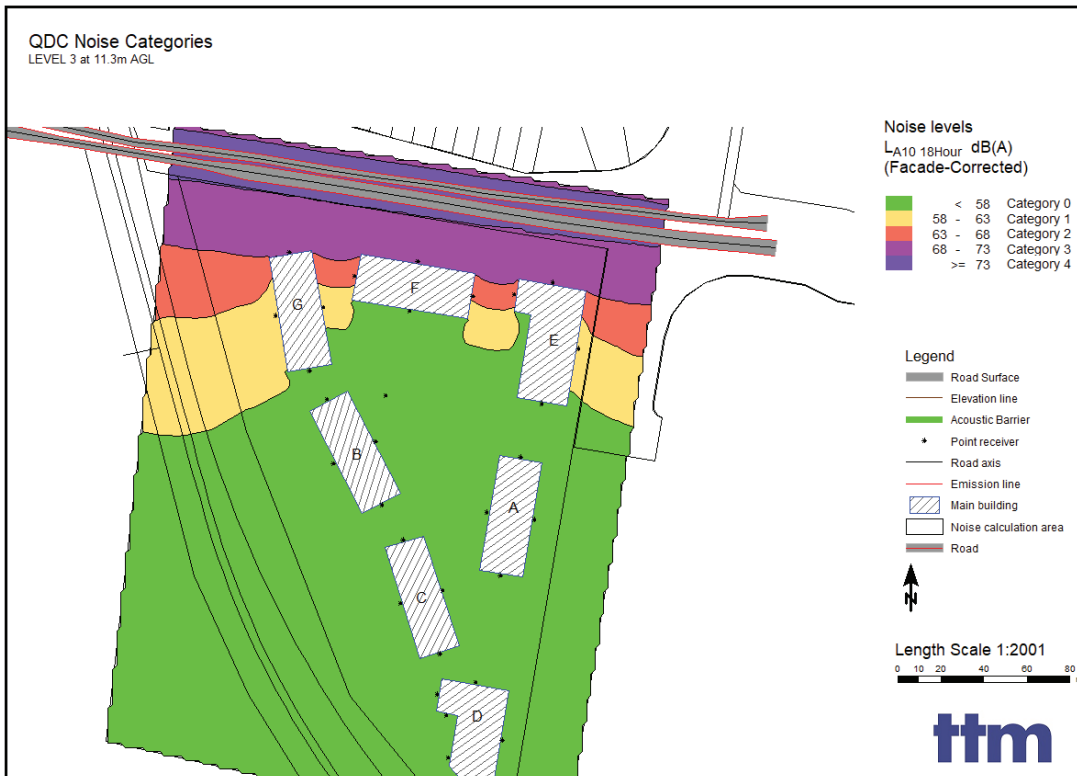 QDC Noise Categories
LEVEL 3 at 11.3m AGL
Noise levels
LA10 18Hour dB(A)
(Facade-Corrected)
< 58 Category 0
58 - 63 Category 1
63 - 68 Category 2
68 - 73 Category 3
>= 73 Category 4
G
F
E
B
A
C
D
Legend
Road Surface
Elevation line
Acoustic Barrier
Point receiver
Road axis
Emission line
Main building
Noise calculation area
Road
N
Length Scale 1:2001
0 10 20 40 60 80
ttm